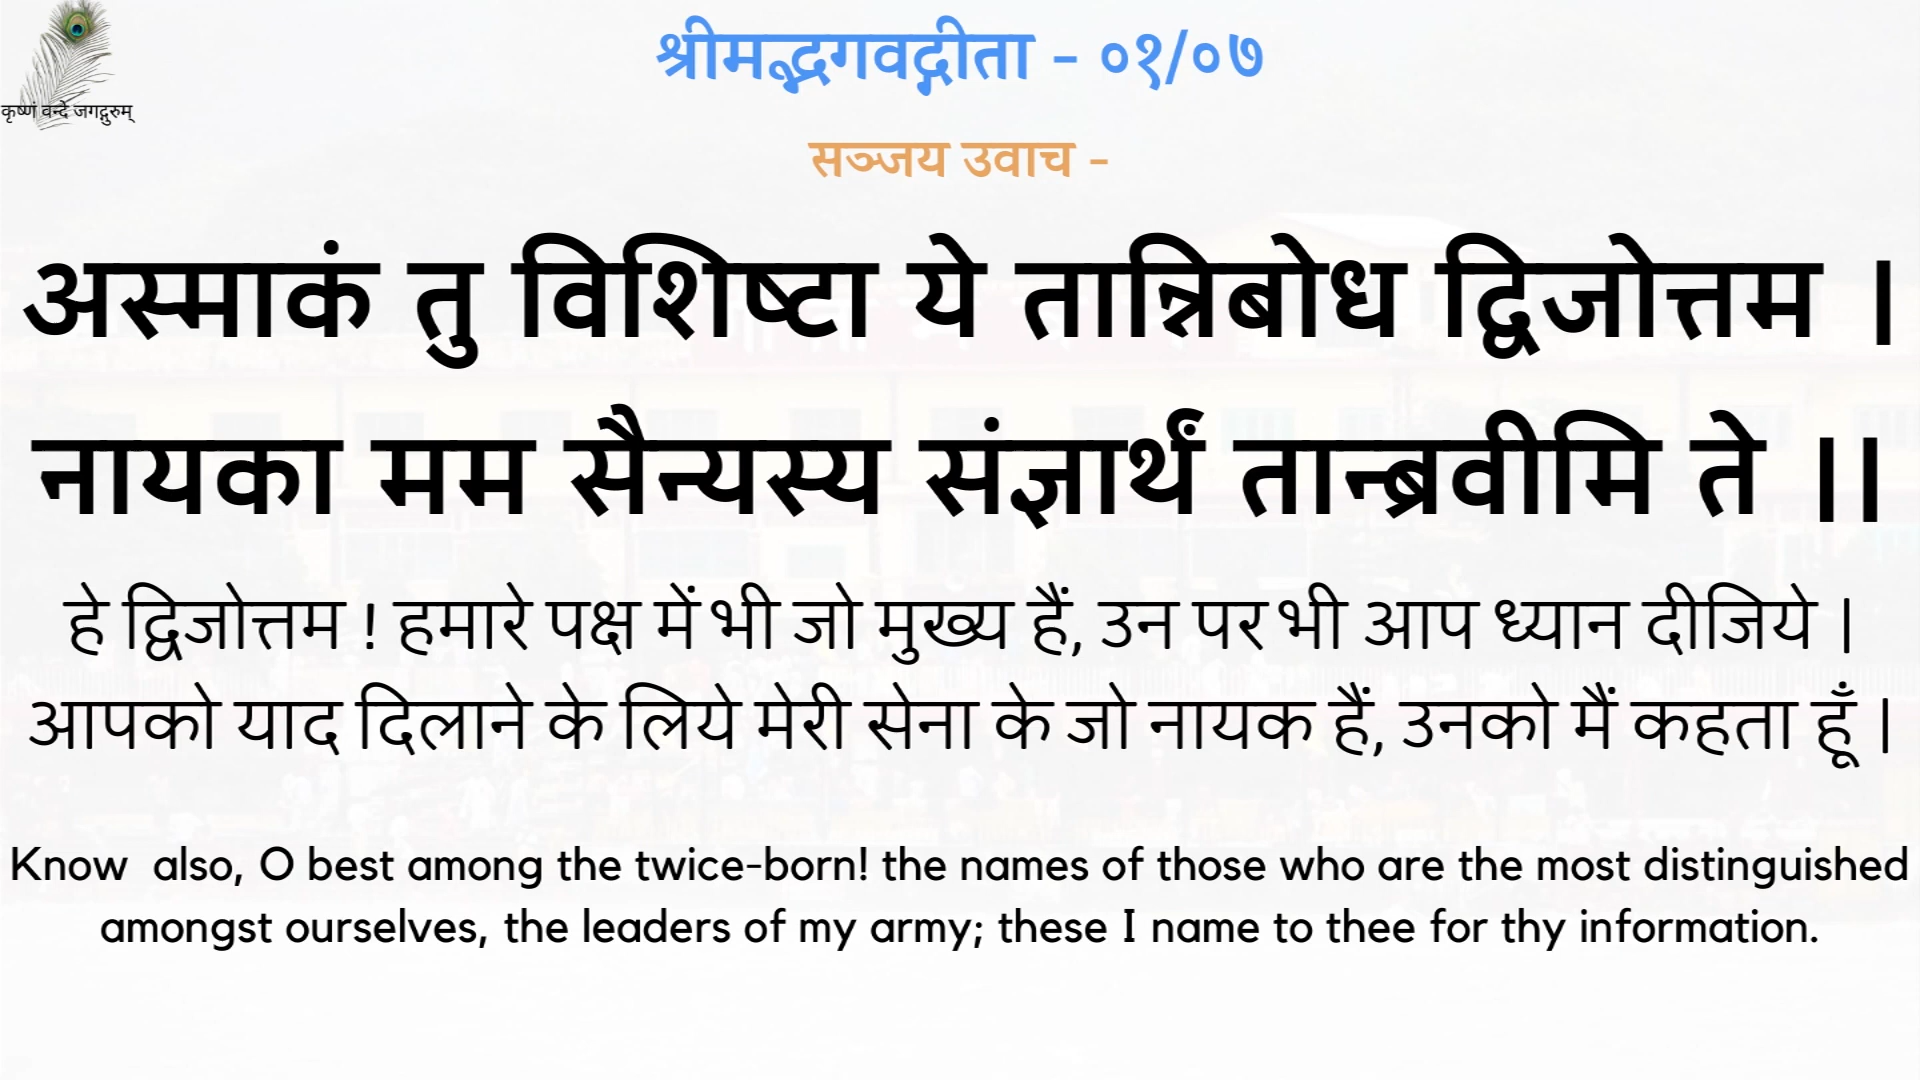 कृष्णं वन्दे जगद्गुरुम्
श्रीमद्भगवद्गीता - ०१/०७
सञ्जय उवाच -
अस्माकं तु विशिष्टा ये तान्निबोध द्विजोत्तम |
नायका मम सैन्यस्य संज्ञार्थं तान्ब्रवीमि ते ||
हे द्विजोत्तम ! हमारे पक्ष में भी जो मुख्य हैं, उन पर भी आप ध्यान दीजिये |
आपको याद दिलाने के लिये मेरी सेना के जो नायक हैं, उनको मैं कहता हूँ |
Know also, O best among the twice-born! the names of those who are the most distinguished
amongst ourselves, the leaders of my army; these I name to thee for thy information.